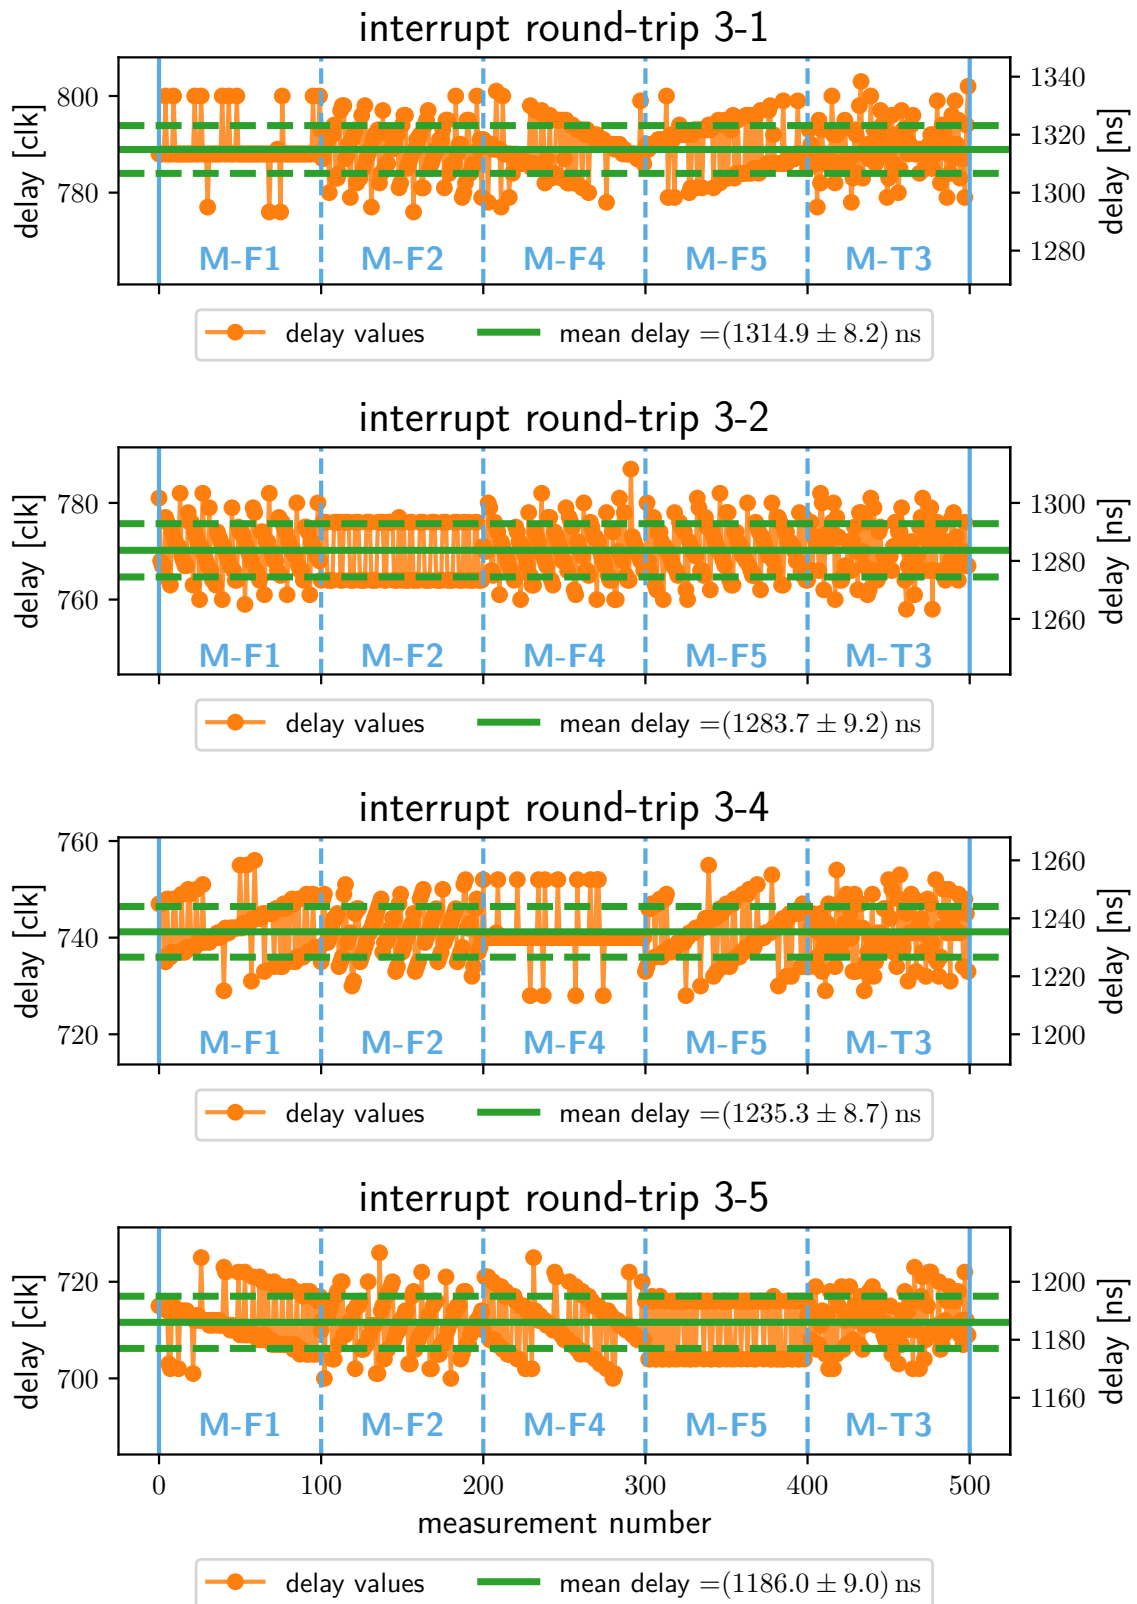 interrupt round-trip 3-1
delay [clk]
800
780
M-F1 M-F2 M-F4 M-F5 M-T3
1340
1320
1300
1280
delay [ns]
delay values mean delay =(1314.9 ± 8.2) ns
interrupt round-trip 3-2
delay [clk]
780
760
M-F1 M-F2 M-F4 M-F5 M-T3
1300
1280
1260
delay [ns]
delay values mean delay =(1283.7 ± 9.2) ns
interrupt round-trip 3-4
delay [clk]
760
740
720
M-F1 M-F2 M-F4 M-F5 M-T3
1260
1240
1220
1200
delay [ns]
delay values mean delay =(1235.3 ± 8.7) ns
interrupt round-trip 3-5
delay [clk]
720
700
M-F1 M-F2 M-F4 M-F5 M-T3
1200
1180
1160
delay [ns]
0 100 200 300 400 500
measurement number
delay values mean delay =(1186.0 ± 9.0) ns